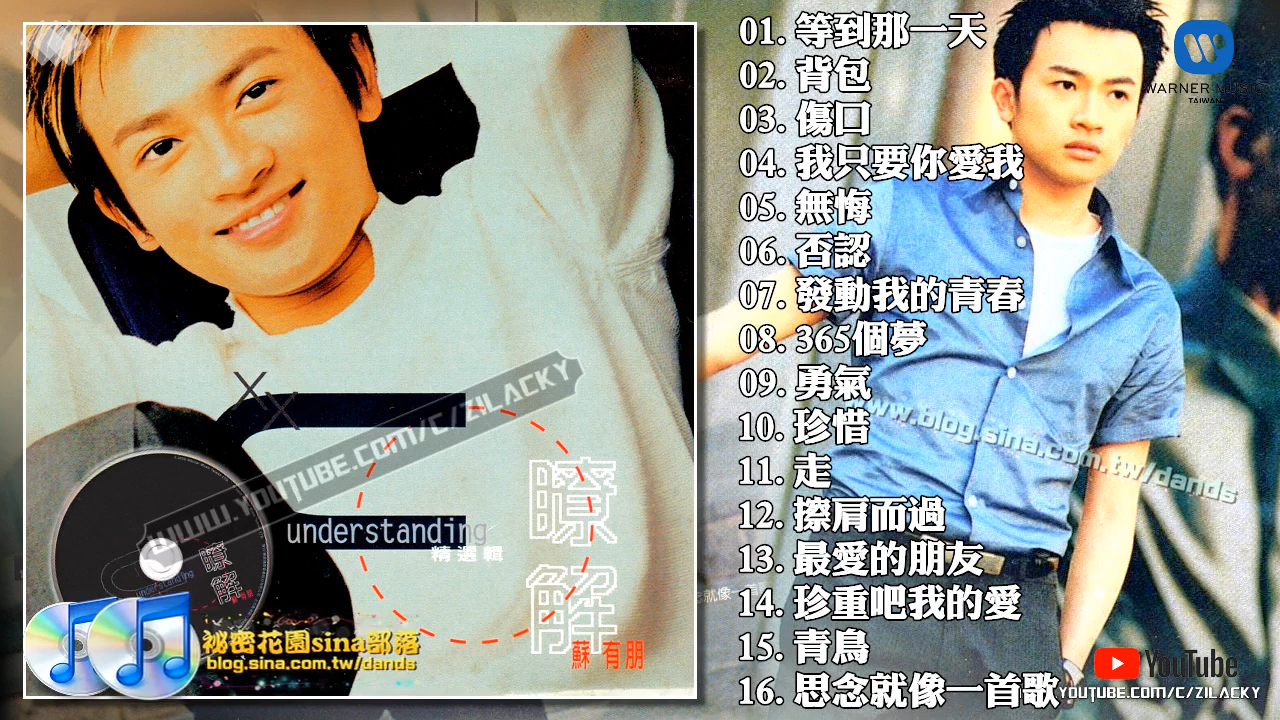 01. 等到那一天
02. 背包
03. 傷口
04. 我只要你愛我
05. 無悔
06. 否認
07. 發動我的青春
08. 365個夢
09. 勇氣
10. 珍惜
11. 走
12. 擦肩而過
13. 最愛的朋友
14. 珍重吧我的愛
15. 青鳥
16. 思念就像一首歌
WARNER MUSIC
TAIWAN
WWW.YOUTUBE.COM/C/ZILACKY
understanding
精選輯
瞭解
蘇有朋
understanding
瞭解
祕密花園sina部落
blog.sina.com.tw/dands
www.blog.sina.com.tw/dands
就像一
YouTube
YOUTUBE.COM/C/ZILACKY